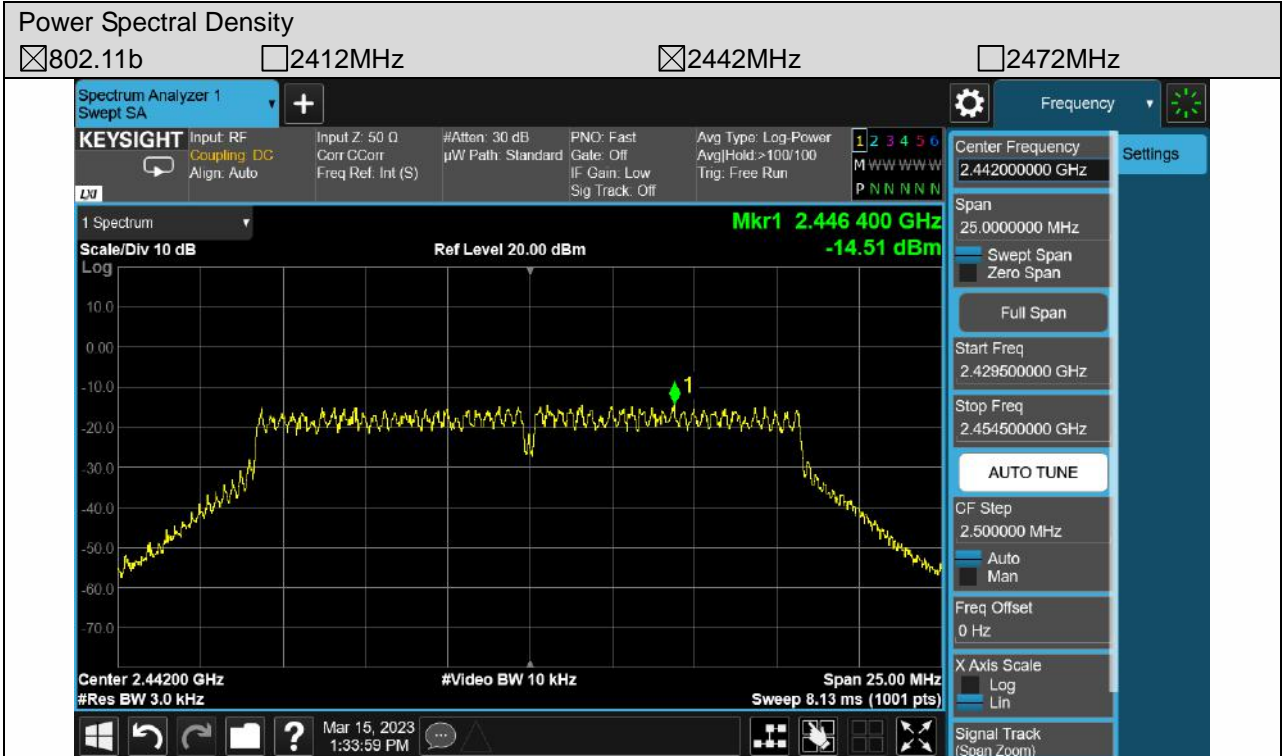 Power Spectral Density
☒802.11b ☐2412MHz ☒2442MHz ☐2472MHz
Spectrum Analyzer 1
Swept SA
+
Frequency
KEYSIGHT
LXI
Input: RF
Coupling: DC
Align: Auto
Input Z: 50 Ω
Corr CCorr
Freq Ref: Int (S)
#Atten: 30 dB
µW Path: Standard
PNO: Fast
Gate: Off
IF Gain: Low
Sig Track: Off
Avg Type: Log-Power
Avg|Hold:>100/100
Trig: Free Run
1 2 3 4 5 6
M W W W W W
P N N N N N
1 Spectrum
Scale/Div 10 dB
Ref Level 20.00 dBm
Mkr1 2.446 400 GHz
-14.51 dBm
Log
10.0
0.00
-10.0
-20.0
-30.0
-40.0
-50.0
-60.0
-70.0
1
Center 2.44200 GHz
#Res BW 3.0 kHz
#Video BW 10 kHz
Span 25.00 MHz
Sweep 8.13 ms (1001 pts)
Center Frequency
2.442000000 GHz
Settings
Span
25.0000000 MHz
Swept Span
Zero Span
Full Span
Start Freq
2.429500000 GHz
Stop Freq
2.454500000 GHz
AUTO TUNE
CF Step
2.500000 MHz
Auto
Man
Freq Offset
0 Hz
X Axis Scale
Log
Lin
Signal Track
(Span Zoom)
?
Mar 15, 2023
1:33:59 PM